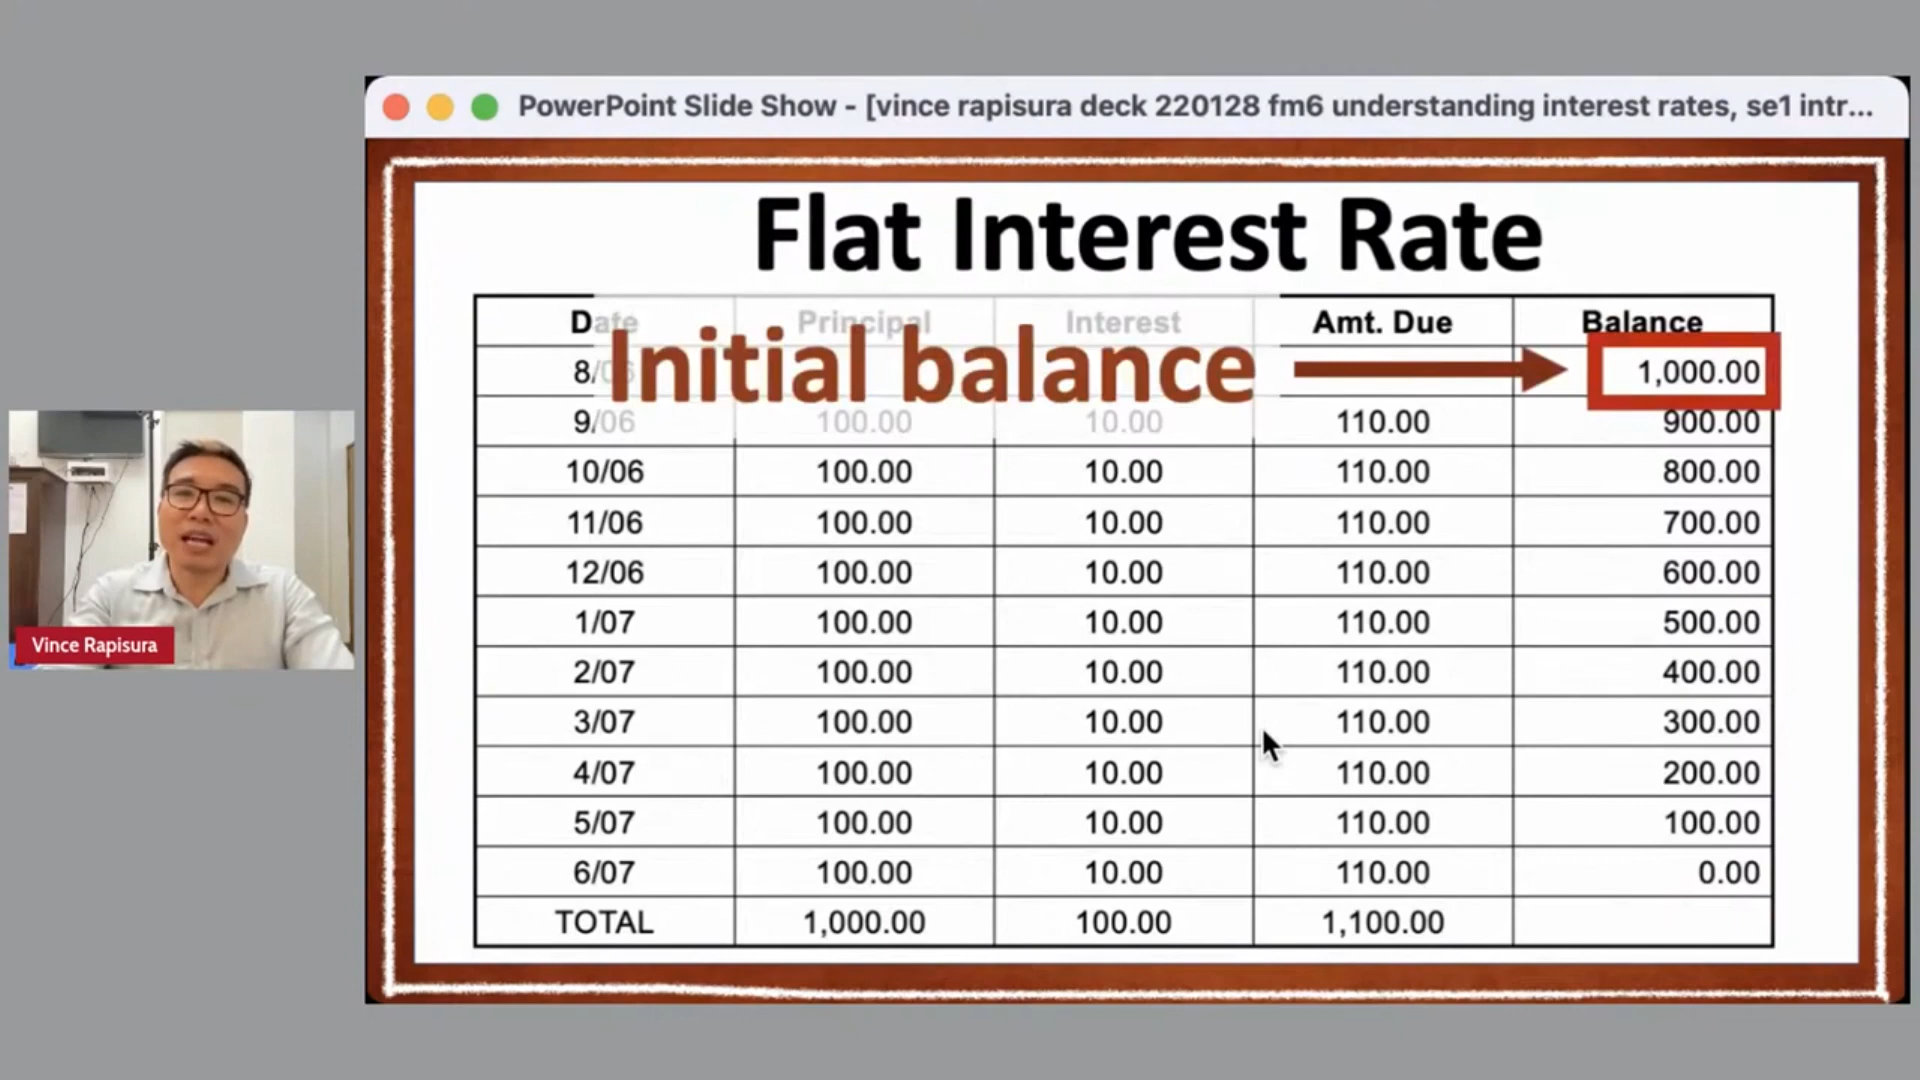 PowerPoint Slide Show - [vince rapisura deck 220128 fm6 understanding interest rates, se1 intr...
Flat Interest Rate
Date Principal Interest Amt. Due Balance
8/06 1,000.00
Initial balance
9/06 100.00 10.00 110.00 900.00
10/06 100.00 10.00 110.00 800.00
11/06 100.00 10.00 110.00 700.00
12/06 100.00 10.00 110.00 600.00
1/07 100.00 10.00 110.00 500.00
2/07 100.00 10.00 110.00 400.00
3/07 100.00 10.00 110.00 300.00
4/07 100.00 10.00 110.00 200.00
5/07 100.00 10.00 110.00 100.00
6/07 100.00 10.00 110.00 0.00
TOTAL 1,000.00 100.00 1,100.00
Vince Rapisura